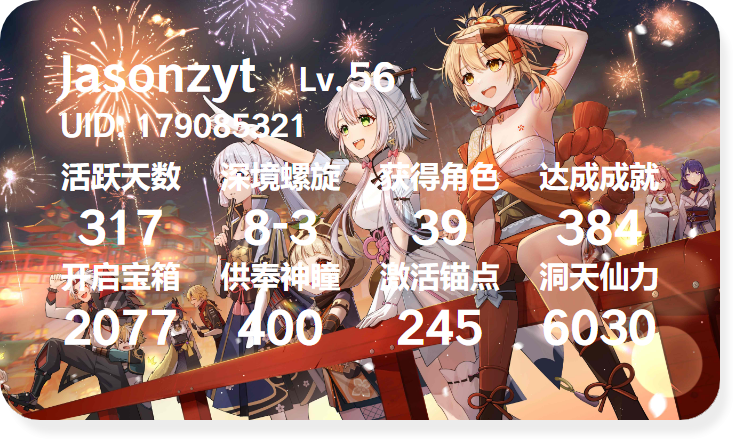 Jasonzyt Lv.56
UID: 179085321
活跃天数 深境螺旋 获得角色 达成成就
317 8-3 39 384
开启宝箱 供奉神瞳 激活锚点 洞天仙力
2077 400 245 6030